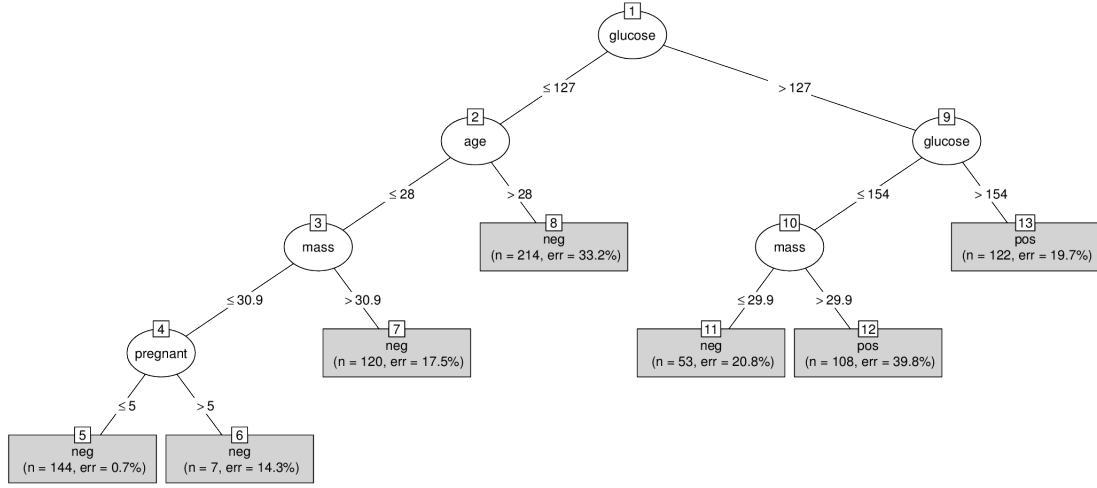 1
glucose
≤ 127
> 127
2
age
9
glucose
≤ 28
> 28
≤ 154
> 154
3
mass
8
neg
(n = 214, err = 33.2%)
10
mass
13
pos
(n = 122, err = 19.7%)
≤ 30.9
> 30.9
≤ 29.9
> 29.9
4
pregnant
7
neg
(n = 120, err = 17.5%)
11
neg
(n = 53, err = 20.8%)
12
pos
(n = 108, err = 39.8%)
≤ 5
> 5
5
neg
(n = 144, err = 0.7%)
6
neg
(n = 7, err = 14.3%)